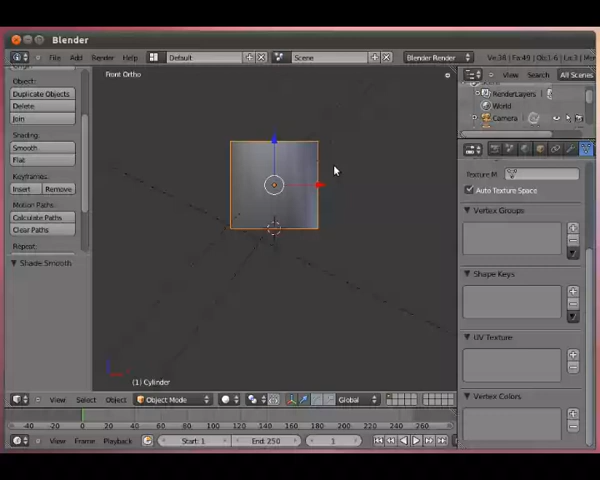 Blender
File Add Render Help Default Scene Blender Render Ve:38 | Fa:49 | Ob:1-6 | La:3 | Me
Object:
Duplicate Objects
Delete
Join
Shading:
Smooth
Flat
Keyframes:
Insert Remove
Motion Paths:
Calculate Paths
Clear Paths
Repeat:
Shade Smooth
Front Ortho
(1) Cylinder
View Search All Scenes
RenderLayers
World
Camera
Texture M
Auto Texture Space
Vertex Groups
Shape Keys
UV Texture
Vertex Colors
View Select Object Object Mode Global
-40 -20 0 20 40 60 80 100 120 140 160 180 200 220 240 260
View Frame Playback Start: 1 End: 250 1